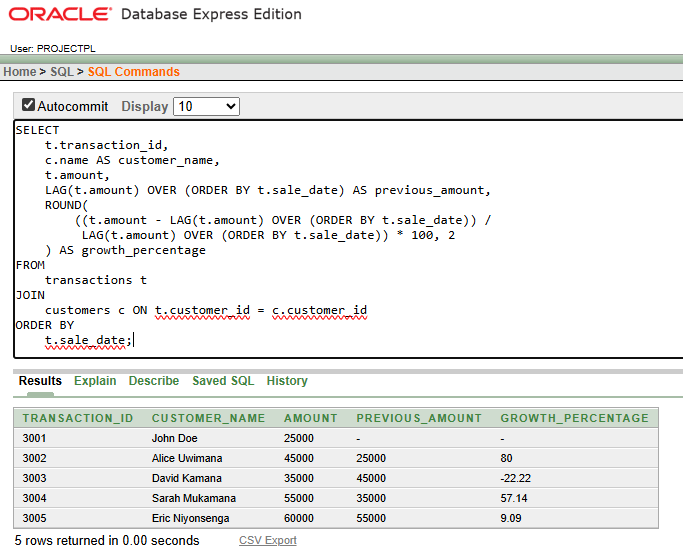 ORACLE® Database Express Edition
User: PROJECTPL
Home > SQL > SQL Commands
Autocommit Display 10
SELECT
    t.transaction_id,
    c.name AS customer_name,
    t.amount,
    LAG(t.amount) OVER (ORDER BY t.sale_date) AS previous_amount,
    ROUND(
        ((t.amount - LAG(t.amount) OVER (ORDER BY t.sale_date)) /
         LAG(t.amount) OVER (ORDER BY t.sale_date)) * 100, 2
    ) AS growth_percentage
FROM
    transactions t
JOIN
    customers c ON t.customer_id = c.customer_id
ORDER BY
    t.sale_date;
Results Explain Describe Saved SQL History
TRANSACTION_ID CUSTOMER_NAME AMOUNT PREVIOUS_AMOUNT GROWTH_PERCENTAGE
3001 John Doe 25000 - -
3002 Alice Uwimana 45000 25000 80
3003 David Kamana 35000 45000 -22.22
3004 Sarah Mukamana 55000 35000 57.14
3005 Eric Niyonsenga 60000 55000 9.09
5 rows returned in 0.00 seconds CSV Export